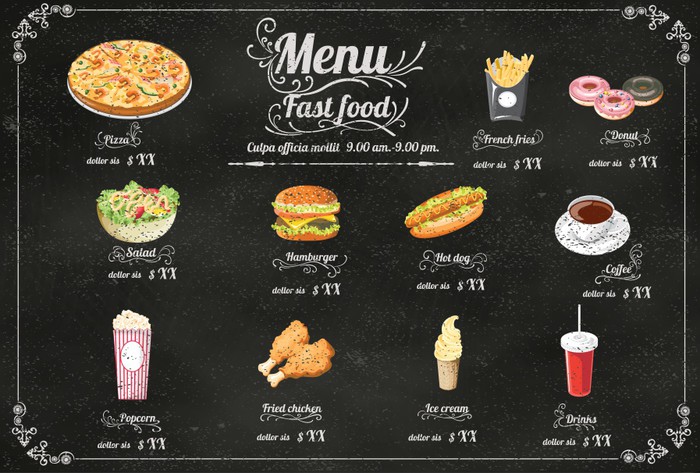 Menu
Fast food
Culpa officia mollit 9.00 am.-9.00 pm.
Pizza
dollor sis $ XX
French fries
dollor sis $ XX
Donut
dollor sis $ XX
Salad
dollor sis $ XX
Hamburger
dollor sis $ XX
Hot dog
dollor sis $ XX
Coffee
dollor sis $ XX
Popcorn
dollor sis $ XX
Fried chicken
dollor sis $ XX
Ice cream
dollor sis $ XX
Drinks
dollor sis $ XX